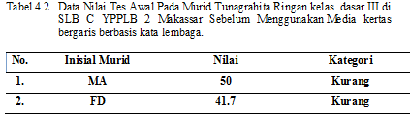 Tabel 4.2. Data Nilai Tes Awal Pada Murid Tunagrahita Ringan kelas dasar III di
SLB C YPPLB 2 Makassar Sebelum Menggunakan Media kertas
bergaris berbasis kata lembaga.
No. Inisial Murid Nilai Kategori
1. MA 50 Kurang
2. FD 41.7 Kurang